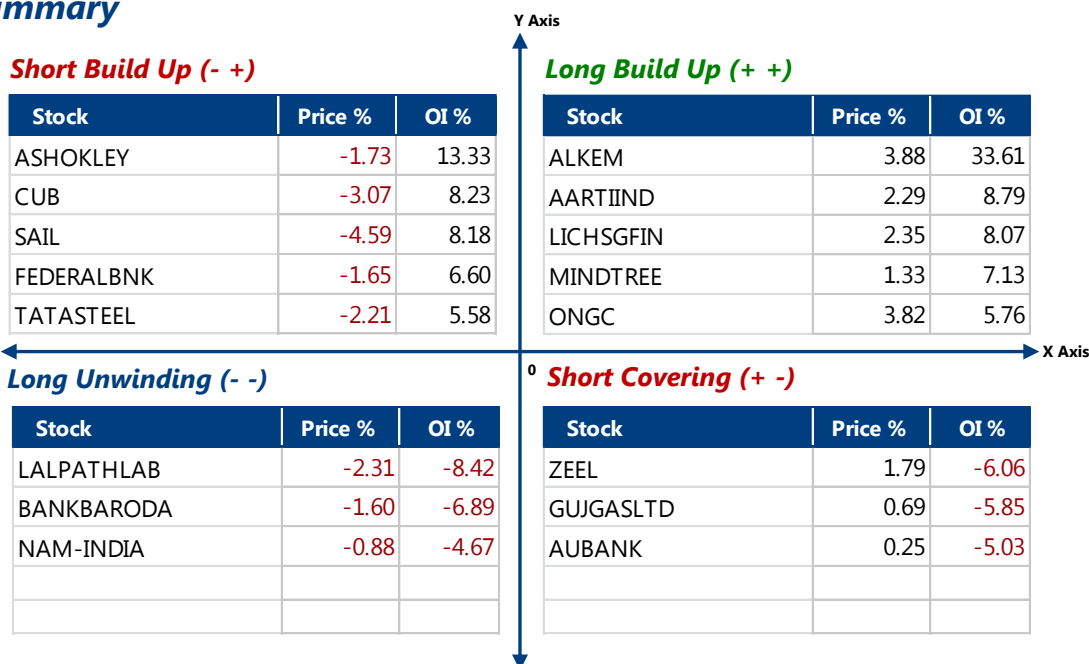 Y Axis
Short Build Up (- +)
Stock Price % OI %
ASHOKLEY -1.73 13.33
CUB -3.07 8.23
SAIL -4.59 8.18
FEDERALBNK -1.65 6.60
TATASTEEL -2.21 5.58
Long Build Up (+ +)
Stock Price % OI %
ALKEM 3.88 33.61
AARTIIND 2.29 8.79
LICHSGFIN 2.35 8.07
MINDTREE 1.33 7.13
ONGC 3.82 5.76
X Axis
0
Long Unwinding (- -)
Stock Price % OI %
LALPATHLAB -2.31 -8.42
BANKBARODA -1.60 -6.89
NAM-INDIA -0.88 -4.67
Short Covering (+ -)
Stock Price % OI %
ZEEL 1.79 -6.06
GUJGASLTD 0.69 -5.85
AUBANK 0.25 -5.03